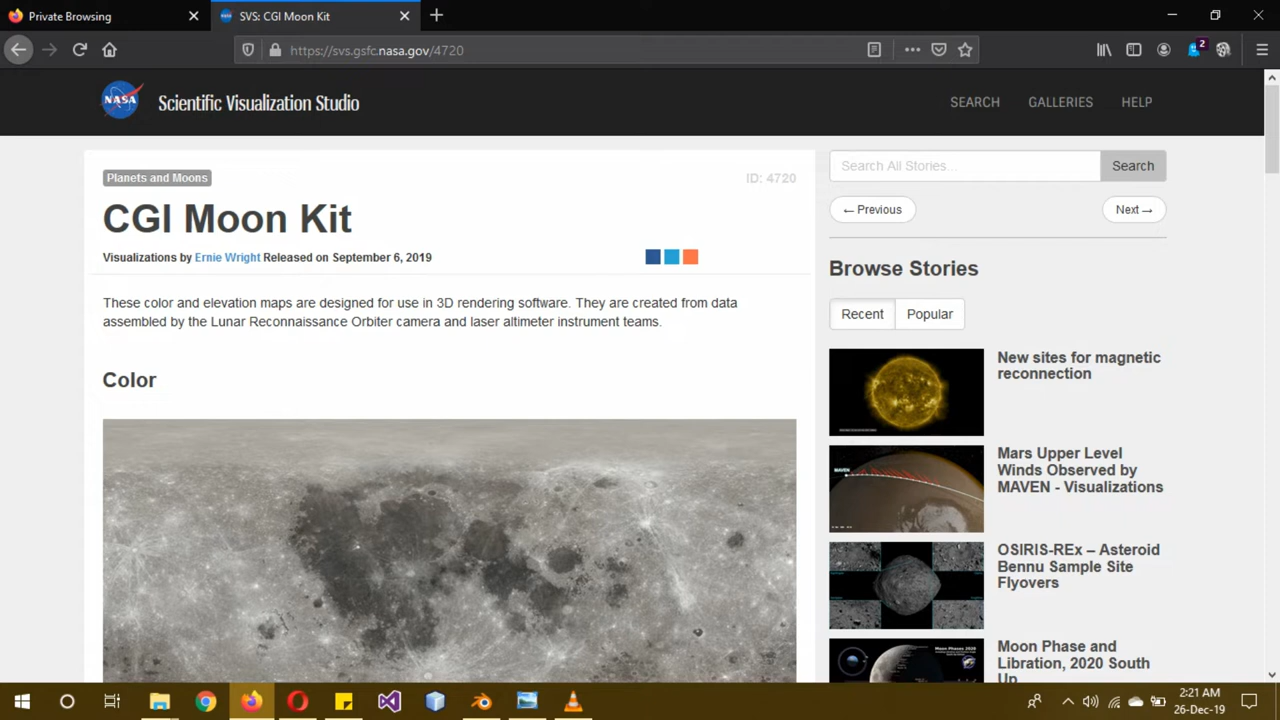 Private Browsing
SVS: CGI Moon Kit
https://svs.gsfc.nasa.gov/4720
2
NASA
Scientific Visualization Studio
SEARCH
GALLERIES
HELP
Planets and Moons
ID: 4720
CGI Moon Kit
Visualizations by Ernie Wright Released on September 6, 2019
These color and elevation maps are designed for use in 3D rendering software. They are created from data
assembled by the Lunar Reconnaissance Orbiter camera and laser altimeter instrument teams.
Color
Search All Stories...
Search
← Previous
Next →
Browse Stories
Recent
Popular
New sites for magnetic
reconnection
MAVEN
Mars Upper Level
Winds Observed by
MAVEN - Visualizations
OSIRIS-REx – Asteroid
Bennu Sample Site
Flyovers
Moon Phases 2020
Moon Phase and
Libration, 2020 South
Up
2:21 AM
26-Dec-19